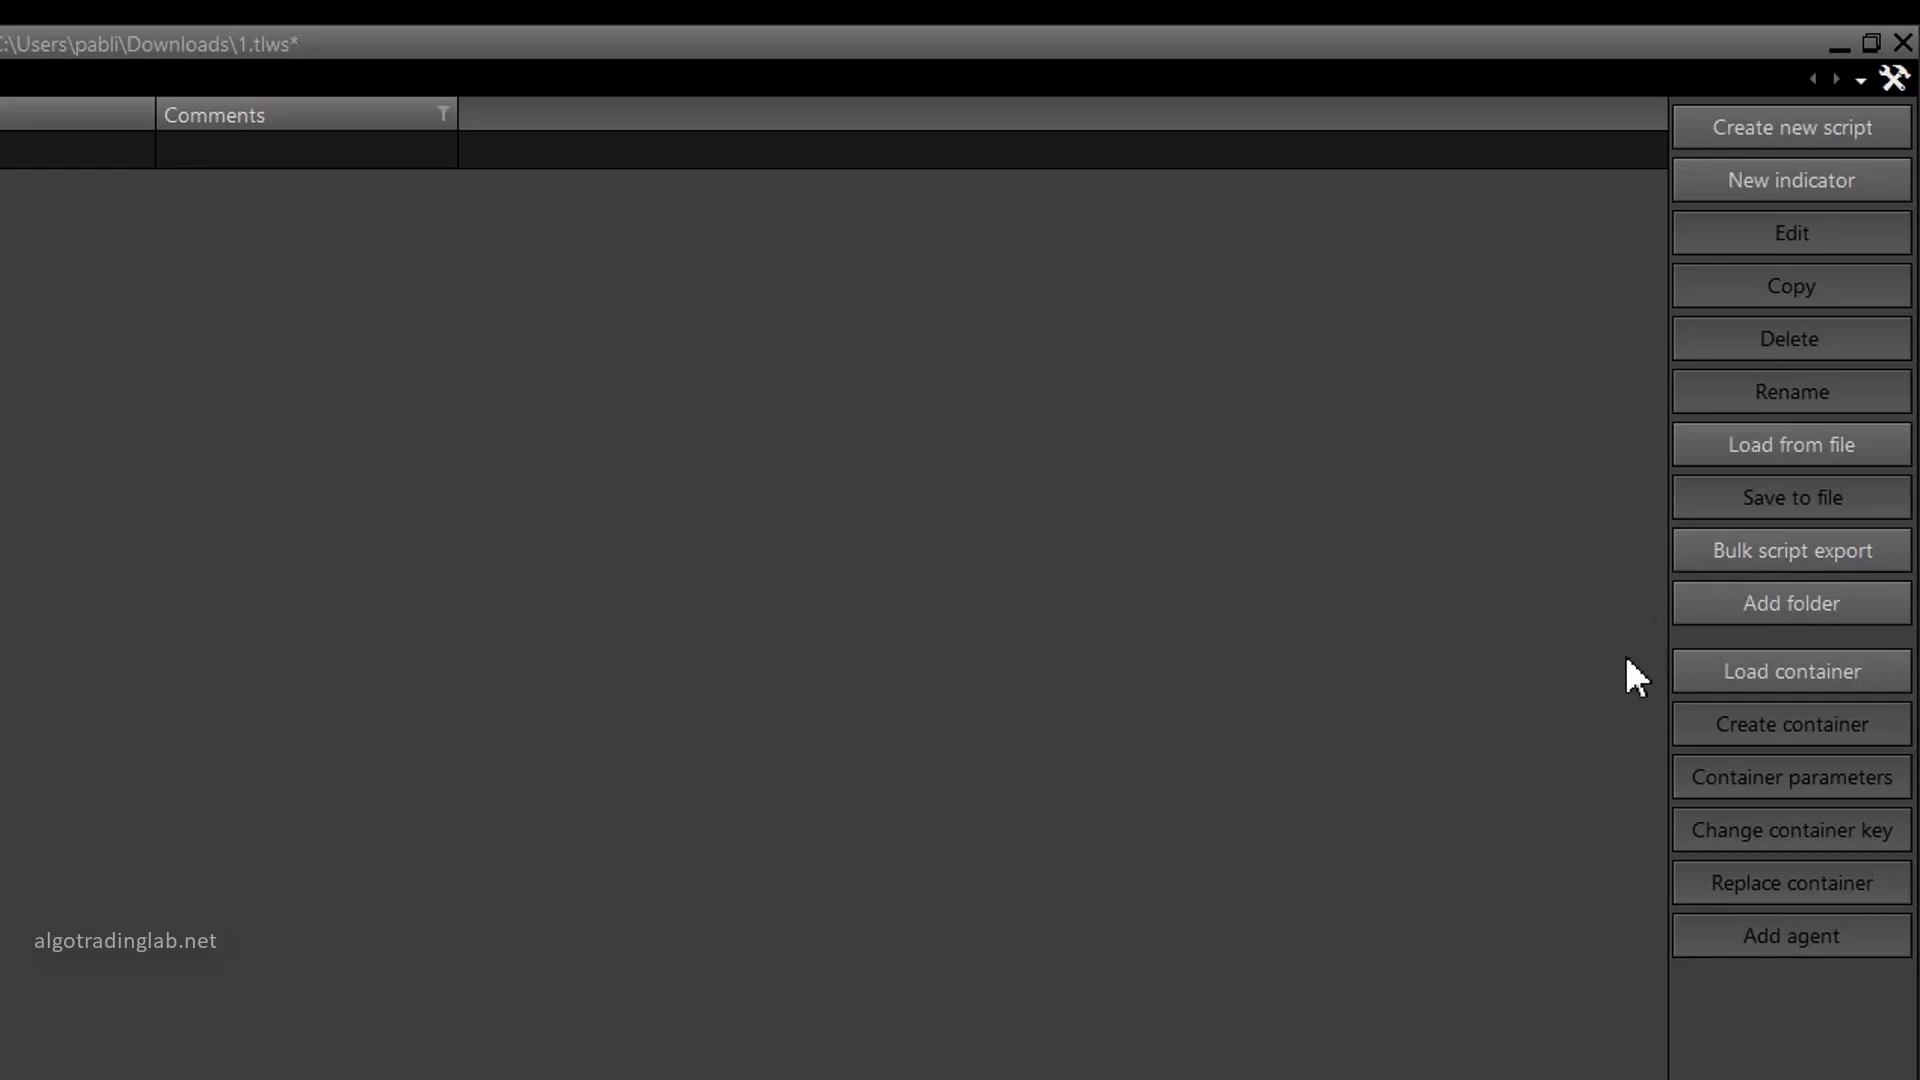 :\Users\pabli\Downloads\1.tlws*
Comments
Create new script
New indicator
Edit
Copy
Delete
Rename
Load from file
Save to file
Bulk script export
Add folder
Load container
Create container
Container parameters
Change container key
Replace container
Add agent
algotradinglab.net